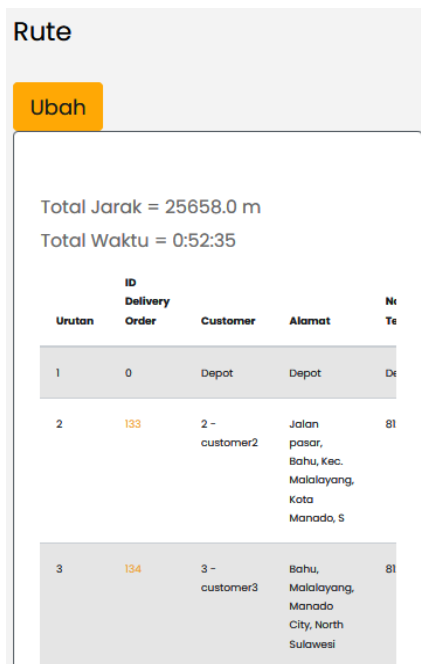 Rute
Ubah
Total Jarak = 25658.0 m
Total Waktu = 0:52:35
Urutan ID Delivery Order Customer Alamat
1 0 Depot Depot
2 133 2 - customer2 Jalan pasar, Bahu, Kec. Malalayang, Kota Manado, S
3 134 3 - customer3 Bahu, Malalayang, Manado City, North Sulawesi